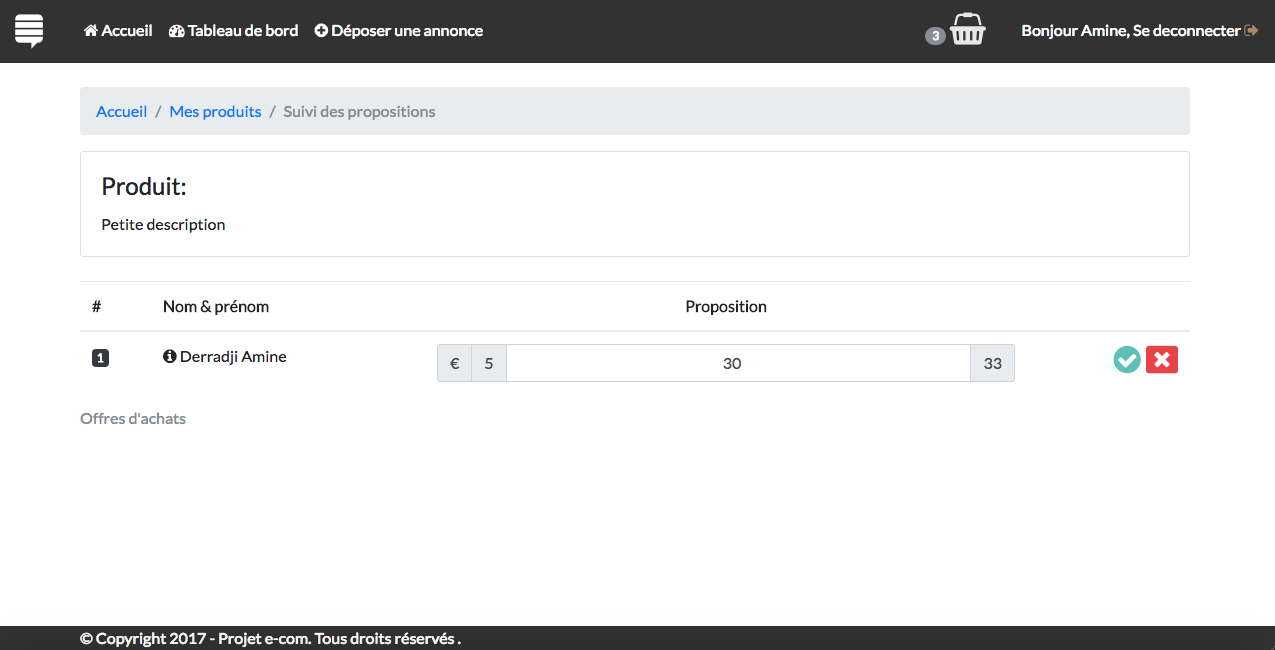 Accueil Tableau de bord Déposer une annonce 3 Bonjour Amine, Se deconnecter
Accueil / Mes produits / Suivi des propositions
Produit:
Petite description
# Nom & prénom Proposition
1 Derradji Amine € 5 30 33
Offres d'achats
© Copyright 2017 - Projet e-com. Tous droits réservés .